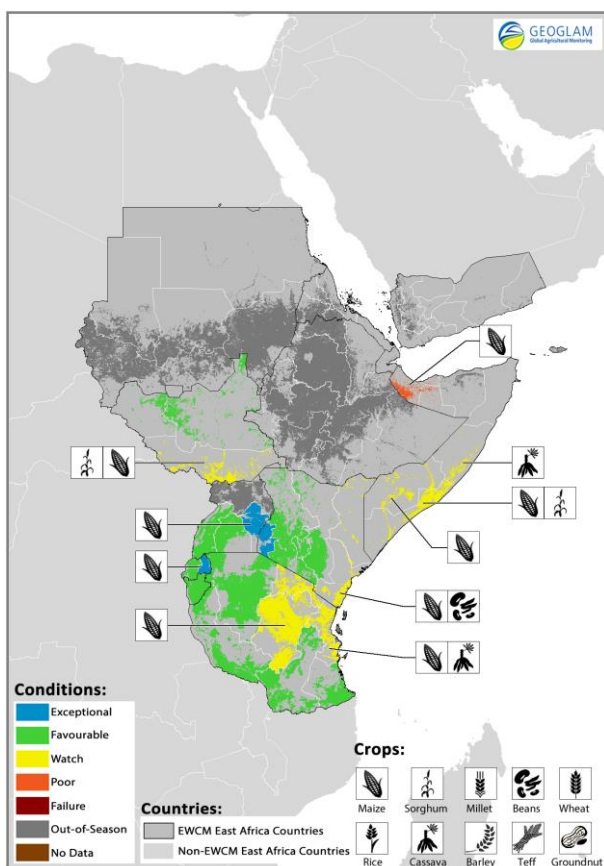 GEOGLAM
Global Agricultural Monitoring
Conditions:
Exceptional
Favourable
Watch
Poor
Failure
Out-of-Season
No Data
Countries:
EWCM East Africa Countries
Non-EWCM East Africa Countries
Crops:
Maize
Sorghum
Millet
Beans
Wheat
Rice
Cassava
Barley
Teff
Groundnut